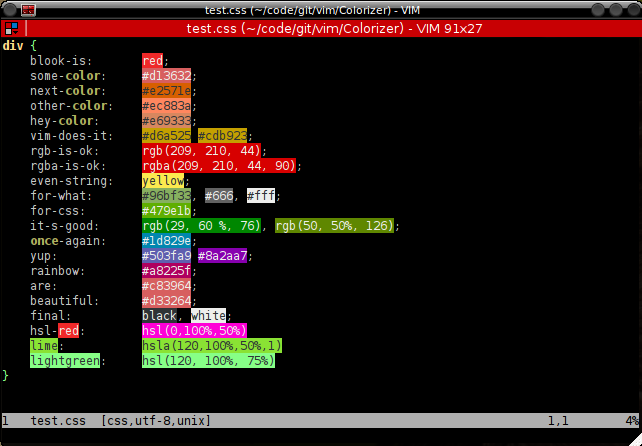 test.css (~/code/git/vim/Colorizer) - VIM
test.css (~/code/git/vim/Colorizer) - VIM 91x27
div {
    blook-is:       red;
    some-color:     #d13632;
    next-color:     #e2571e;
    other-color:    #ec883a;
    hey-color:      #e69333;
    vim-does-it:    #d6a525 #cdb923;
    rgb-is-ok:      rgb(209, 210, 44);
    rgba-is-ok:     rgba(209, 210, 44, 90);
    even-string:    yellow;
    for-what:       #96bf33, #666, #fff;
    for-css:        #479e1b;
    it-s-good:      rgb(29, 60 %, 76), rgb(50, 50%, 126);
    once-again:     #1d829e;
    yup:            #503fa9 #8a2aa7;
    rainbow:        #a8225f;
    are:            #c83964;
    beautiful:      #d33264;
    final:          black, white;
    hsl-red:        hsl(0,100%,50%)
    lime:           hsla(120,100%,50%,1)
    lightgreen:     hsl(120, 100%, 75%)
}
1   test.css  [css,utf-8,unix]   1,1   4%